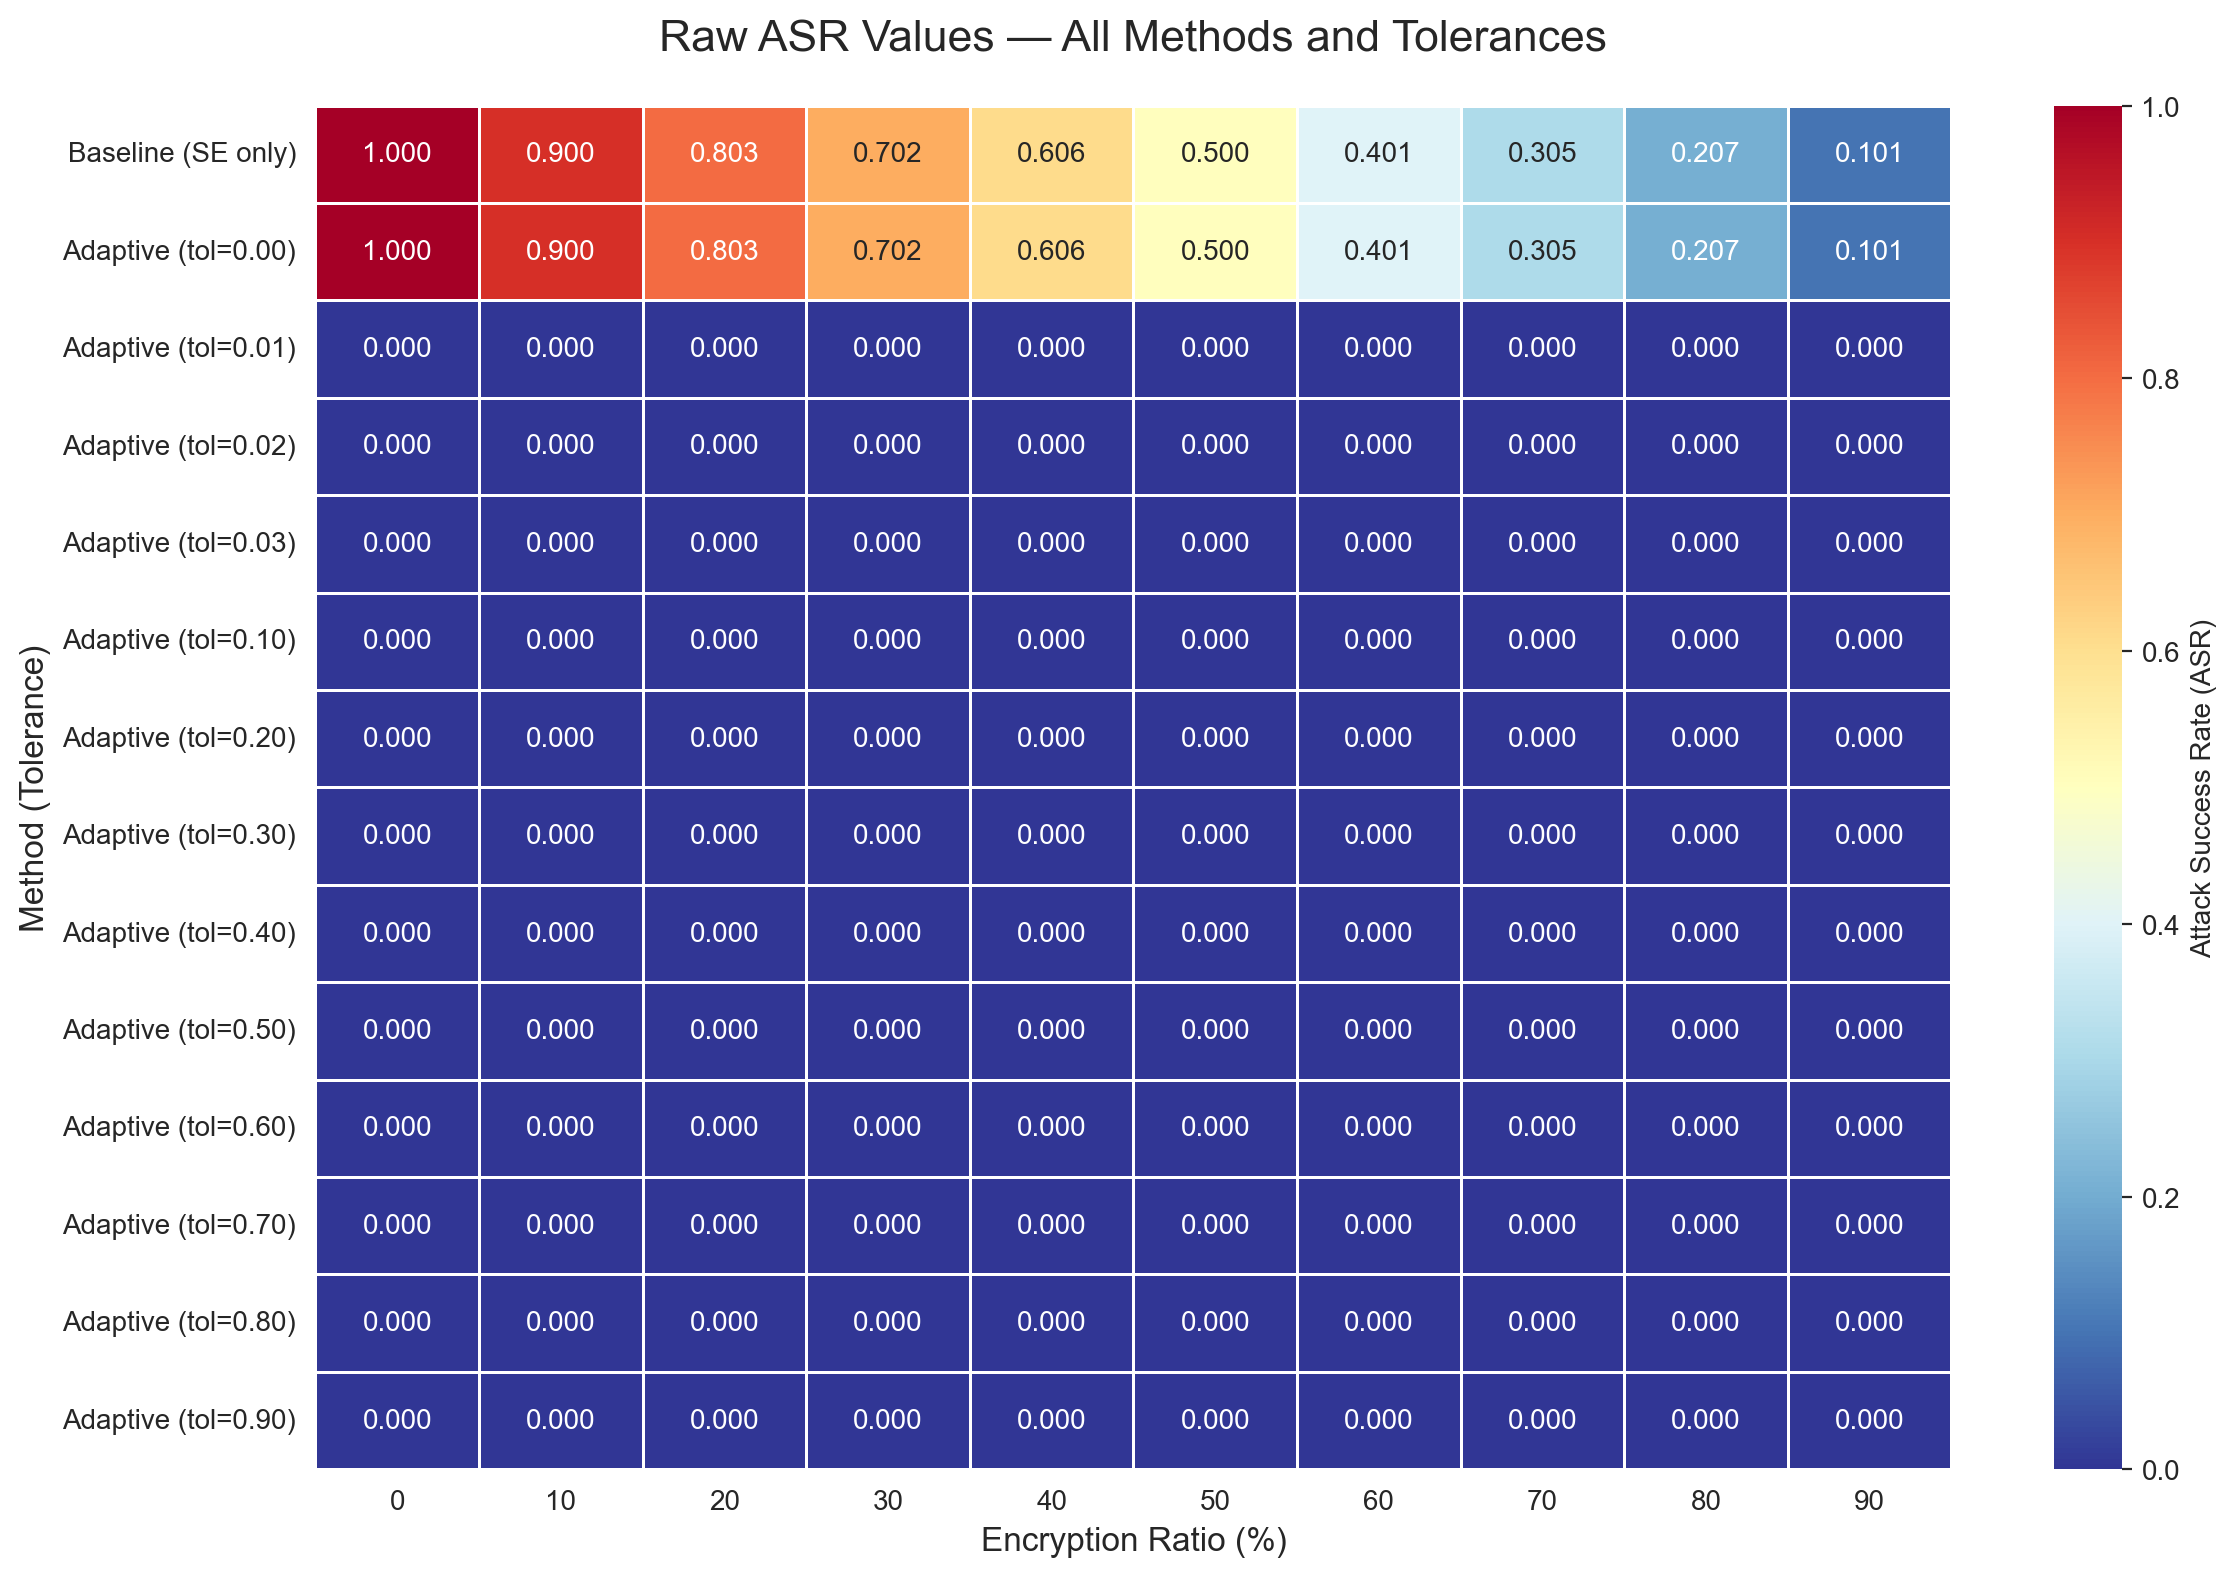 Raw ASR Values — All Methods and Tolerances
Method (Tolerance)
Baseline (SE only) 1.000 0.900 0.803 0.702 0.606 0.500 0.401 0.305 0.207 0.101
Adaptive (tol=0.00) 1.000 0.900 0.803 0.702 0.606 0.500 0.401 0.305 0.207 0.101
Adaptive (tol=0.01) 0.000 0.000 0.000 0.000 0.000 0.000 0.000 0.000 0.000 0.000
Adaptive (tol=0.02) 0.000 0.000 0.000 0.000 0.000 0.000 0.000 0.000 0.000 0.000
Adaptive (tol=0.03) 0.000 0.000 0.000 0.000 0.000 0.000 0.000 0.000 0.000 0.000
Adaptive (tol=0.10) 0.000 0.000 0.000 0.000 0.000 0.000 0.000 0.000 0.000 0.000
Adaptive (tol=0.20) 0.000 0.000 0.000 0.000 0.000 0.000 0.000 0.000 0.000 0.000
Adaptive (tol=0.30) 0.000 0.000 0.000 0.000 0.000 0.000 0.000 0.000 0.000 0.000
Adaptive (tol=0.40) 0.000 0.000 0.000 0.000 0.000 0.000 0.000 0.000 0.000 0.000
Adaptive (tol=0.50) 0.000 0.000 0.000 0.000 0.000 0.000 0.000 0.000 0.000 0.000
Adaptive (tol=0.60) 0.000 0.000 0.000 0.000 0.000 0.000 0.000 0.000 0.000 0.000
Adaptive (tol=0.70) 0.000 0.000 0.000 0.000 0.000 0.000 0.000 0.000 0.000 0.000
Adaptive (tol=0.80) 0.000 0.000 0.000 0.000 0.000 0.000 0.000 0.000 0.000 0.000
Adaptive (tol=0.90) 0.000 0.000 0.000 0.000 0.000 0.000 0.000 0.000 0.000 0.000
0 10 20 30 40 50 60 70 80 90
Encryption Ratio (%)
1.0
0.8
0.6
0.4
0.2
0.0
Attack Success Rate (ASR)